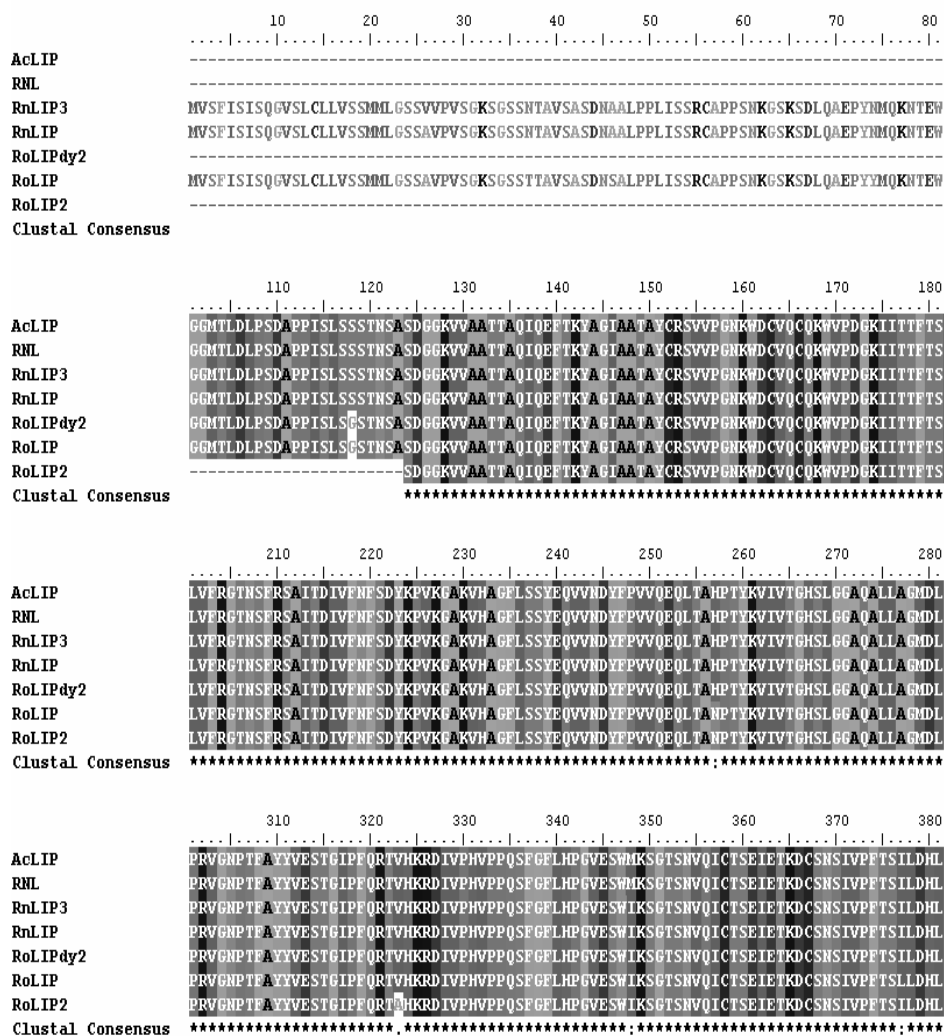 10 20 30 40 50 60 70 80
AcLIP ---------------------------------------------------------------------------------
RNL ---------------------------------------------------------------------------------
RnLIP3 MVSFISISQGVSLCLLVSSMMLGSSVVPVSGKSGSSNTAVSASDNAALPPLISSRCAPPSNKGSKSDLQAEPYNMQKNTEW
RnLIP MVSFISISQGVSLCLLVSSMMLGSSAVPVSGKSGSSNTAVSASDNAALPPLISSRCAPPSNKGSKSDLQAEPYNMQKNTEW
RoLIPdy2 ---------------------------------------------------------------------------------
RoLIP MVSFISISQGVSLCLLVSSMMLGSSAVPVSGKSGSSTTAVSASDNSALPPLISSRCAPPSNKGSKSDLQAEPYYMQKNTEW
RoLIP2 ---------------------------------------------------------------------------------
Clustal Consensus
110 120 130 140 150 160 170 180
AcLIP GGMTLDLPSDAPPISLSSSTNSASDGGKVVAATTAQIQEFTKYAGIAATAYCRSVVPGNKWDCVQCQKWVPDGKIITTFTS
RNL GGMTLDLPSDAPPISLSSSTNSASDGGKVVAATTAQIQEFTKYAGIAATAYCRSVVPGNKWDCVQCQKWVPDGKIITTFTS
RnLIP3 GGMTLDLPSDAPPISLSSSTNSASDGGKVVAATTAQIQEFTKYAGIAATAYCRSVVPGNKWDCVQCQKWVPDGKIITTFTS
RnLIP GGMTLDLPSDAPPISLSSSTNSASDGGKVVAATTAQIQEFTKYAGIAATAYCRSVVPGNKWDCVQCQKWVPDGKIITTFTS
RoLIPdy2 GGMTLDLPSDAPPISLSGSTNSASDGGKVVAATTAQIQEFTKYAGIAATAYCRSVVPGNKWDCVQCQKWVPDGKIITTFTS
RoLIP GGMTLDLPSDAPPISLSGSTNSASDGGKVVAATTAQIQEFTKYAGIAATAYCRSVVPGNKWDCVQCQKWVPDGKIITTFTS
RoLIP2 -----------------------SDGGKVVAATTAQIQEFTKYAGIAATAYCRSVVPGNKWDCVQCQKWVPDGKIITTFTS
Clustal Consensus **********************************************************
210 220 230 240 250 260 270 280
AcLIP LVFRGTNSFRSAITDIVFNFSDYKPVKGAKVHAGFLSSYEQVVNDYFPVVQEQLTAHPTYKVIVTGHSLGGAQALLAGMDL
RNL LVFRGTNSFRSAITDIVFNFSDYKPVKGAKVHAGFLSSYEQVVNDYFPVVQEQLTAHPTYKVIVTGHSLGGAQALLAGMDL
RnLIP3 LVFRGTNSFRSAITDIVFNFSDYKPVKGAKVHAGFLSSYEQVVNDYFPVVQEQLTAHPTYKVIVTGHSLGGAQALLAGMDL
RnLIP LVFRGTNSFRSAITDIVFNFSDYKPVKGAKVHAGFLSSYEQVVNDYFPVVQEQLTAHPTYKVIVTGHSLGGAQALLAGMDL
RoLIPdy2 LVFRGTNSFRSAITDIVFNFSDYKPVKGAKVHAGFLSSYEQVVNDYFPVVQEQLTAHPTYKVIVTGHSLGGAQALLAGMDL
RoLIP LVFRGTNSFRSAITDIVFNFSDYKPVKGAKVHAGFLSSYEQVVNDYFPVVQEQLTANPTYKVIVTGHSLGGAQALLAGMDL
RoLIP2 LVFRGTNSFRSAITDIVFNFSDYKPVKGAKVHAGFLSSYEQVVNDYFPVVQEQLTANPTYKVIVTGHSLGGAQALLAGMDL
Clustal Consensus ********************************************************:************************
310 320 330 340 350 360 370 380
AcLIP PRVGNPTFAYYVESTGIPFQRTVHKRDIVPHVPPQSFGFLHPGVESWMKSGTSNVQICTSEIETKDCSNSIVPFTSILDHL
RNL PRVGNPTFAYYVESTGIPFQRTVHKRDIVPHVPPQSFGFLHPGVESWMKSGTSNVQICTSEIETKDCSNSIVPFTSILDHL
RnLIP3 PRVGNPTFAYYVESTGIPFQRTVHKRDIVPHVPPQSFGFLHPGVESWIKSGTSNVQICTSEIETKDCSNSIVPFTSILDHL
RnLIP PRVGNPTFAYYVESTGIPFQRTVHKRDIVPHVPPQSFGFLHPGVESWIKSGTSNVQICTSEIETKDCSNSIVPFTSILDHL
RoLIPdy2 PRVGNPTFAYYVESTGIPFQRTVHKRDIVPHVPPQSFGFLHPGVESWIKSGTSNVQICTSEIETKDCSNSIVPFTSILDHL
RoLIP PRVGNPTFAYYVESTGIPFQRTVHKRDIVPHVPPQSFGFLHPGVESWIKSGTSNVQICTSEIETKDCSNSIVPFTSILDHL
RoLIP2 PRVGNPTFAYYVESTGIPFQRTAHKRDIVPHVPPQSFGFLHPGVESWIKSGTSNVQICTSEIETKDCSNSIVPFTSILDHL
Clustal Consensus **********************.************************:****************************:****